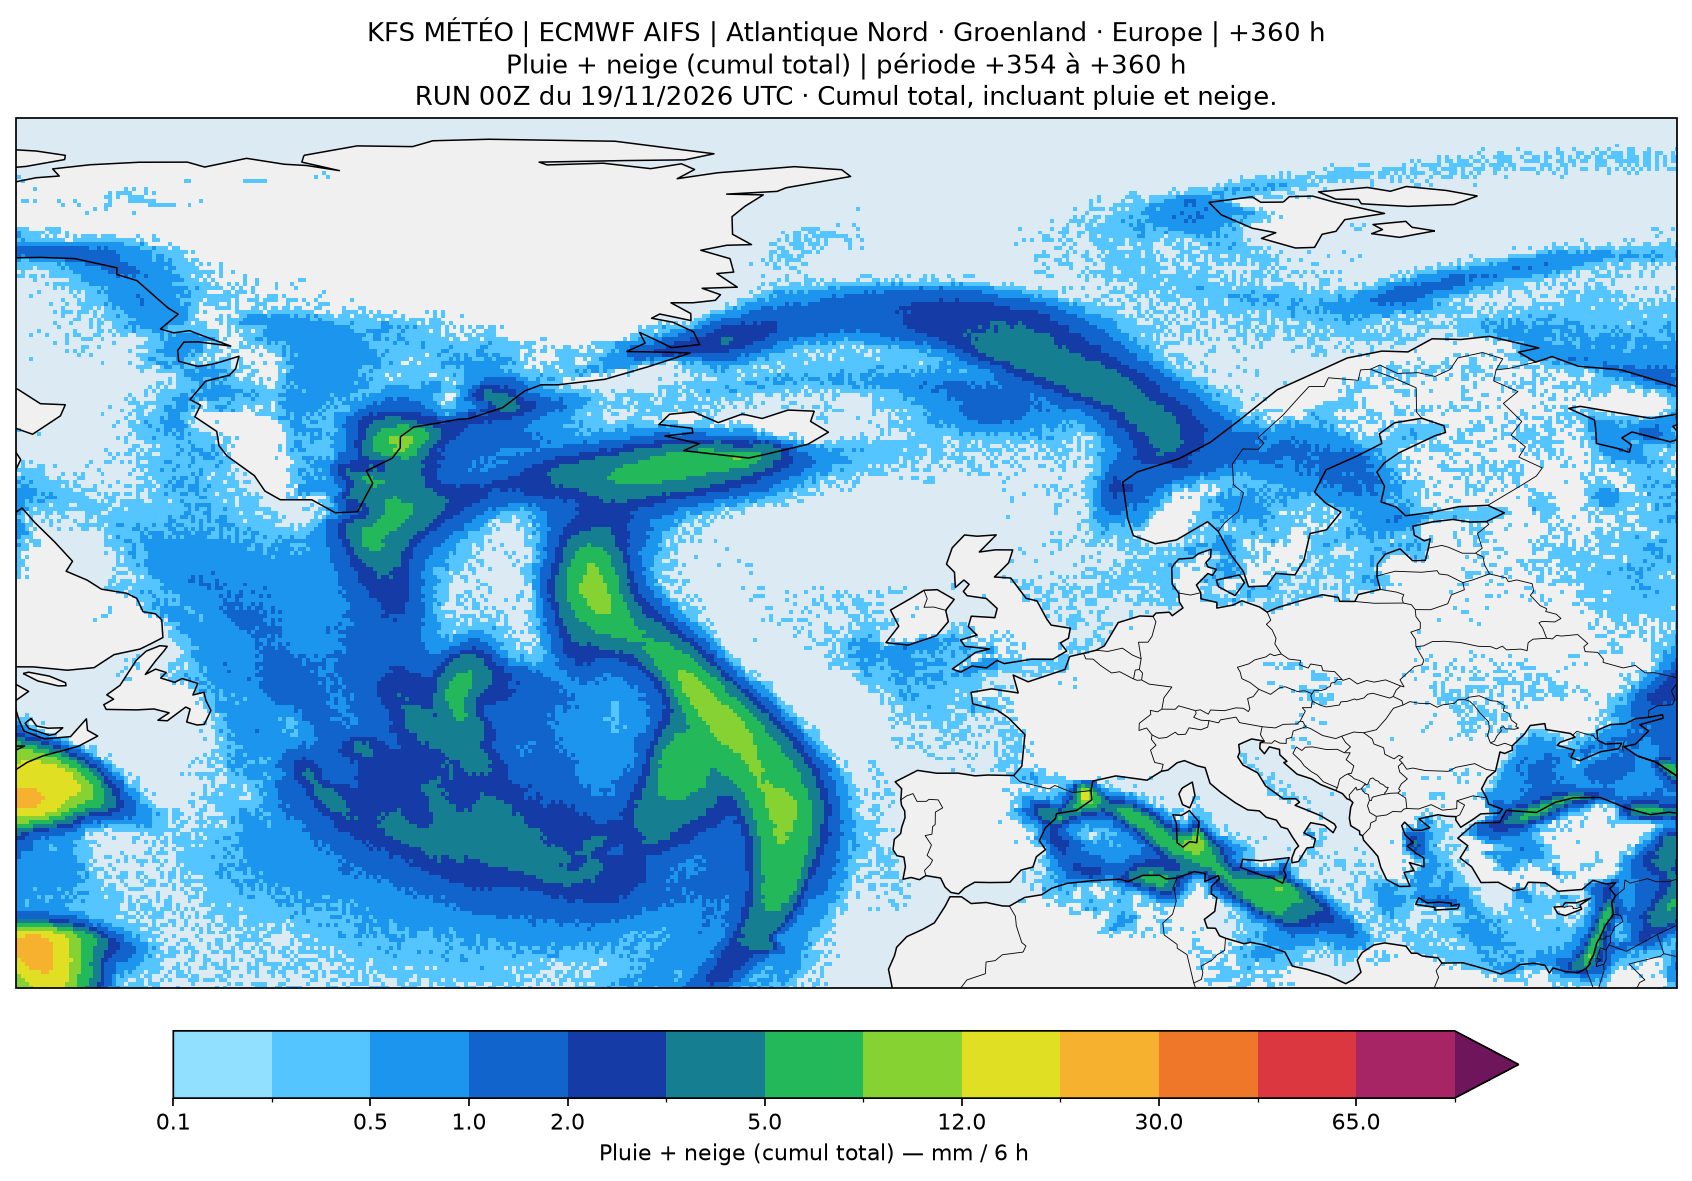 KFS MÉTÉO | ECMWF AIFS | Atlantique Nord · Groenland · Europe | +360 h
Pluie + neige (cumul total) | période +354 à +360 h
RUN 00Z du 19/11/2026 UTC · Cumul total, incluant pluie et neige.
0.1 0.5 1.0 2.0 5.0 12.0 30.0 65.0
Pluie + neige (cumul total) — mm / 6 h